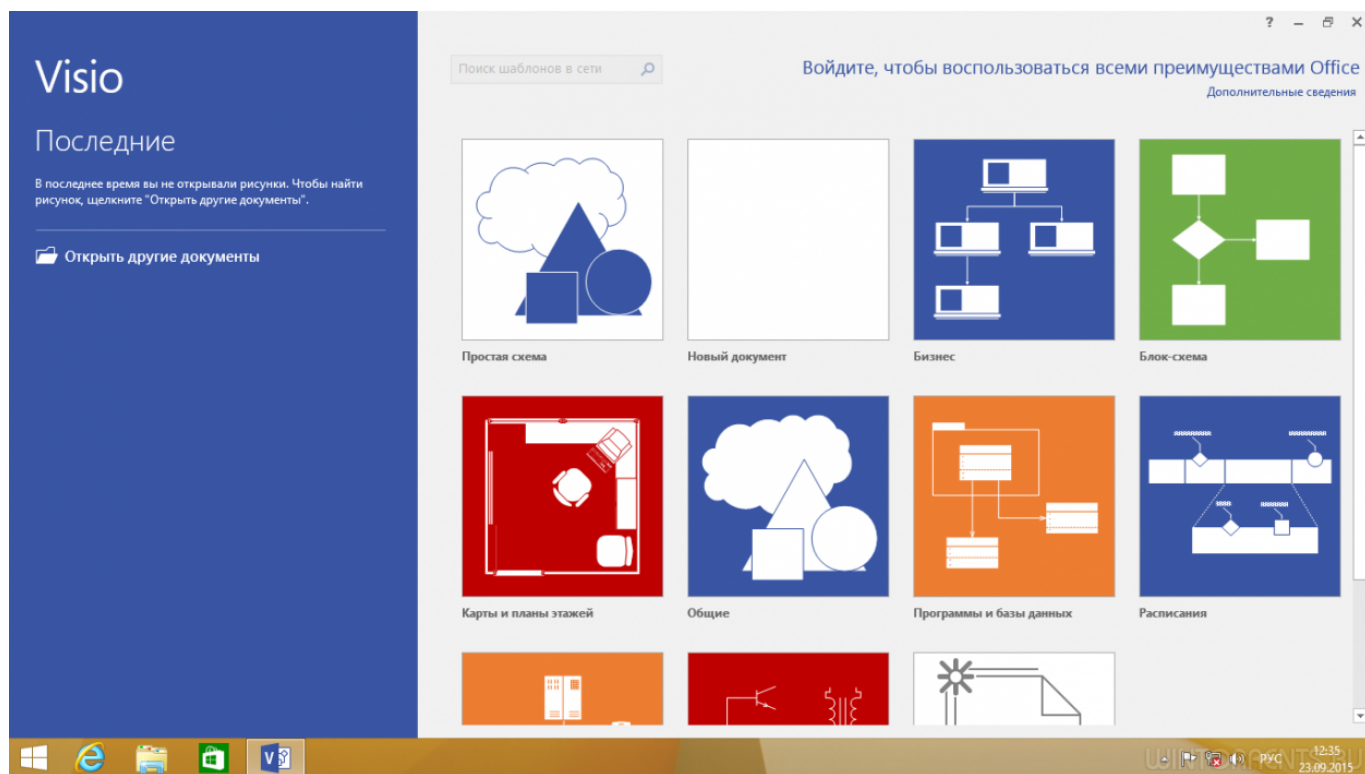 Visio
Последние
В последнее время вы не открывали рисунки. Чтобы найти
рисунок, щелкните "Открыть другие документы".
Открыть другие документы
?
Поиск шаблонов в сети
Войдите, чтобы воспользоваться всеми преимуществами Office
Дополнительные сведения
Простая схема
Новый документ
Бизнес
Блок-схема
Карты и планы этажей
Общие
Программы и базы данных
Расписания
WINTORRENTS.RU
РУС
12:35
23.09.2015